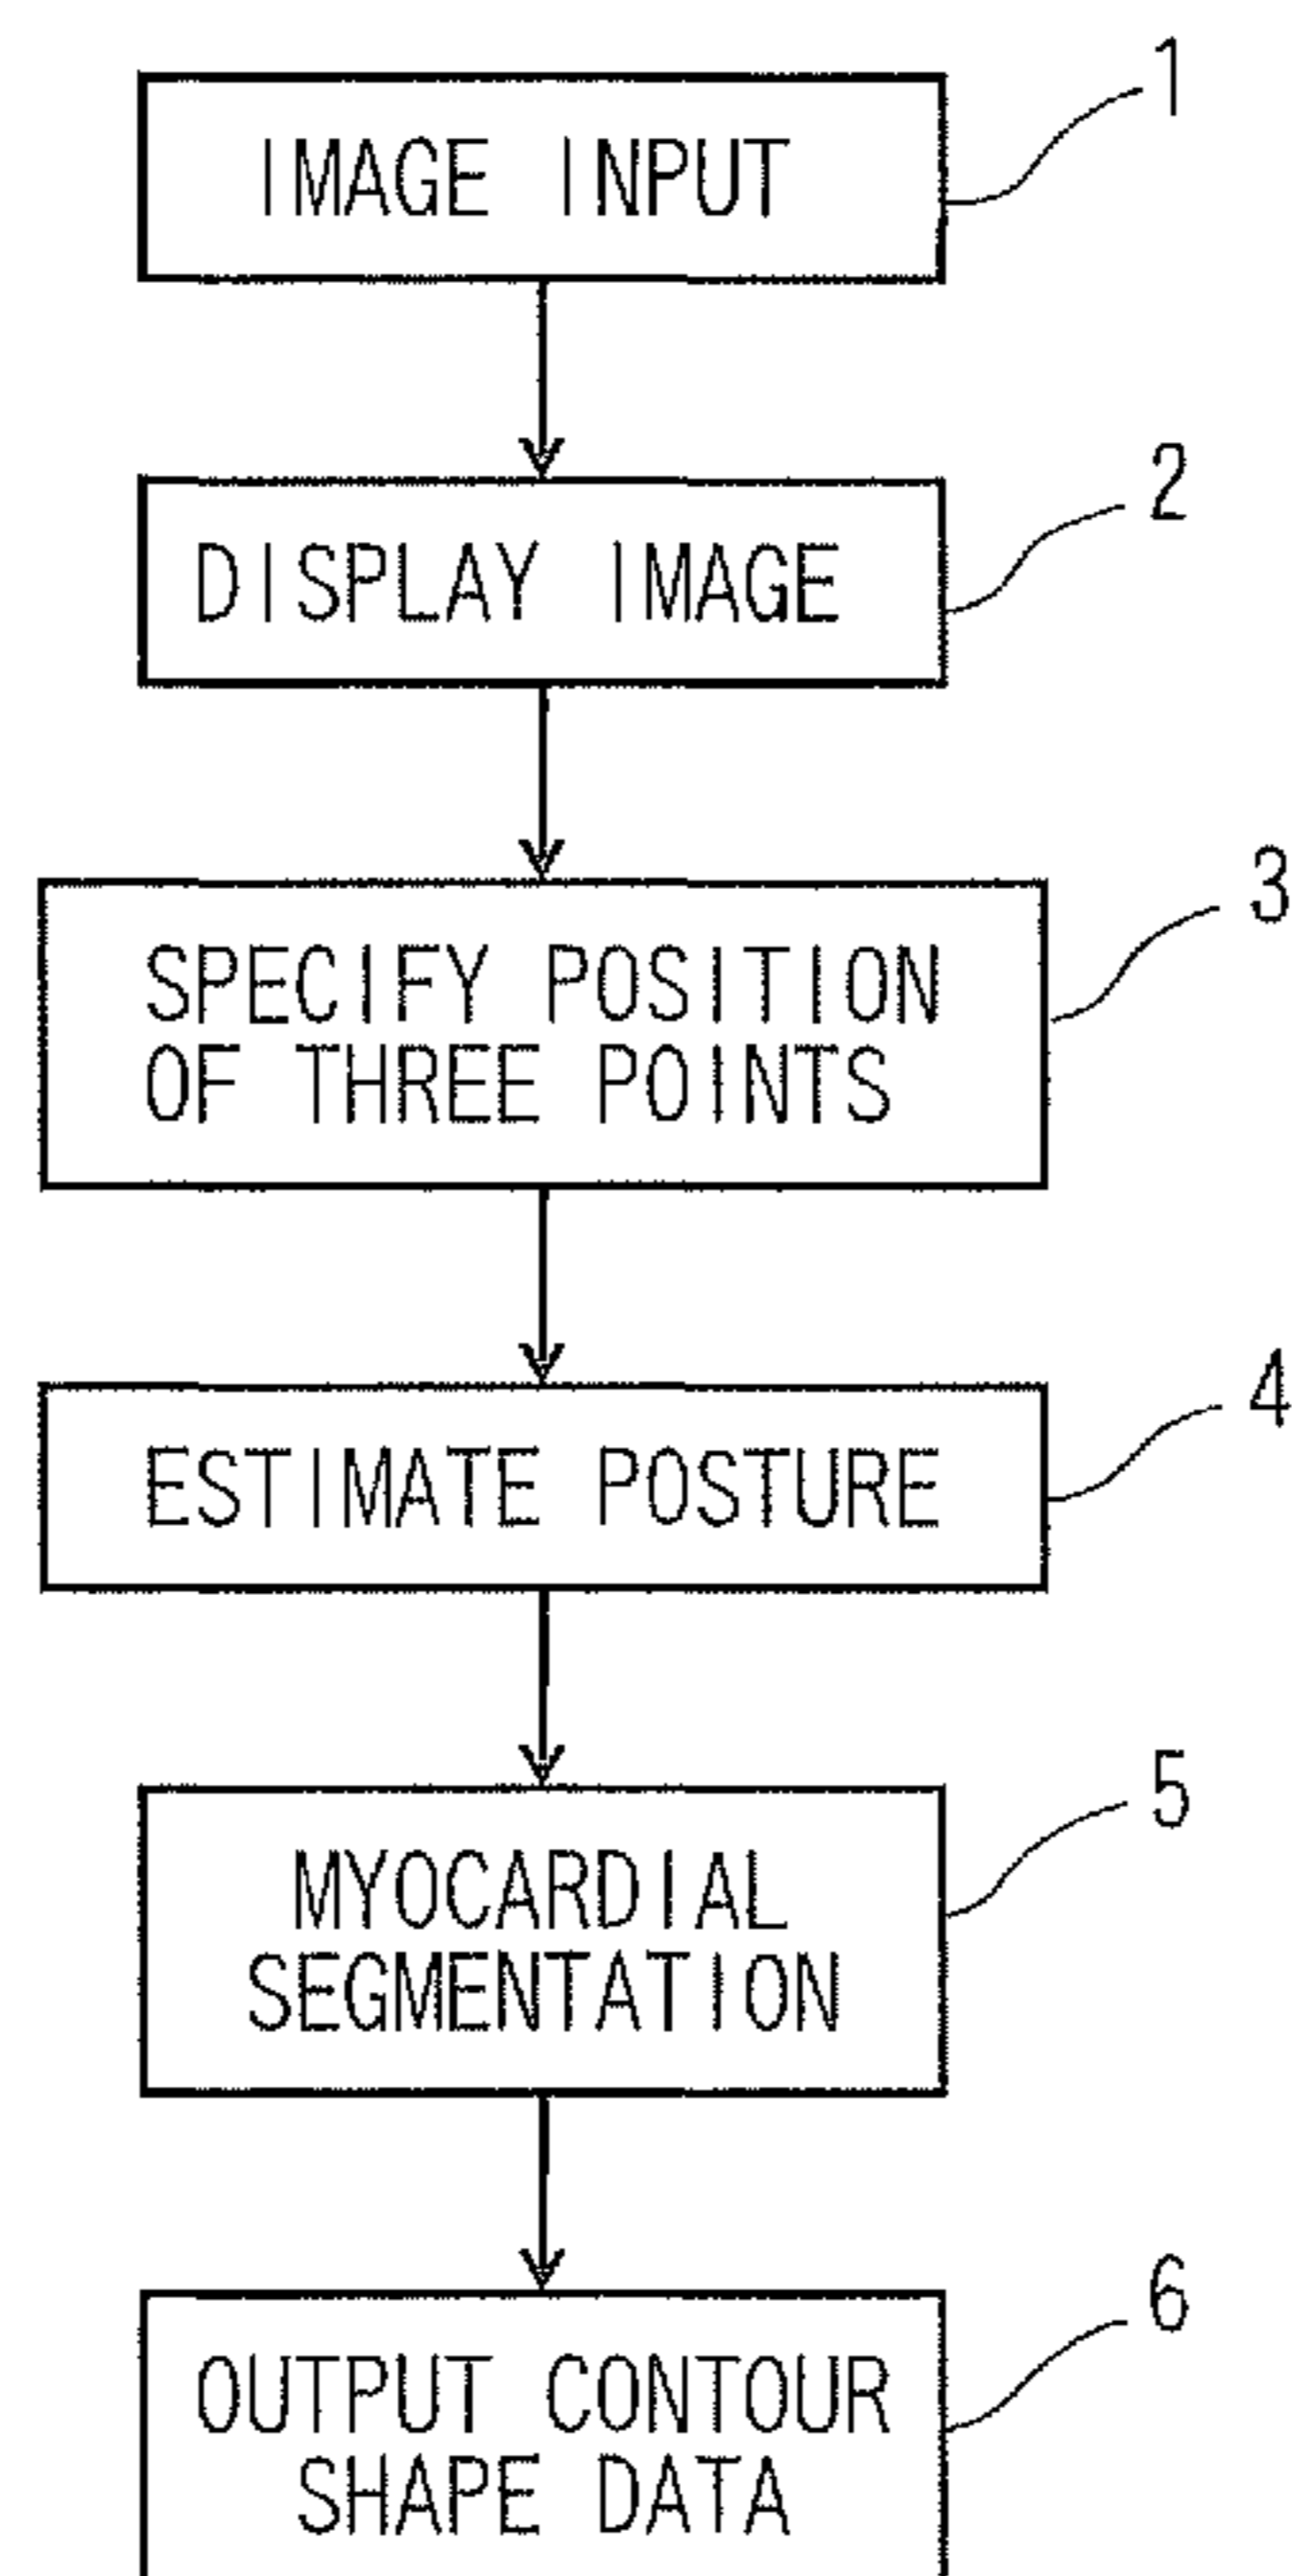 1
IMAGE INPUT
2
DISPLAY IMAGE
3
SPECIFY POSITION
OF THREE POINTS
4
ESTIMATE POSTURE
5
MYOCARDIAL
SEGMENTATION
6
OUTPUT CONTOUR
SHAPE DATA